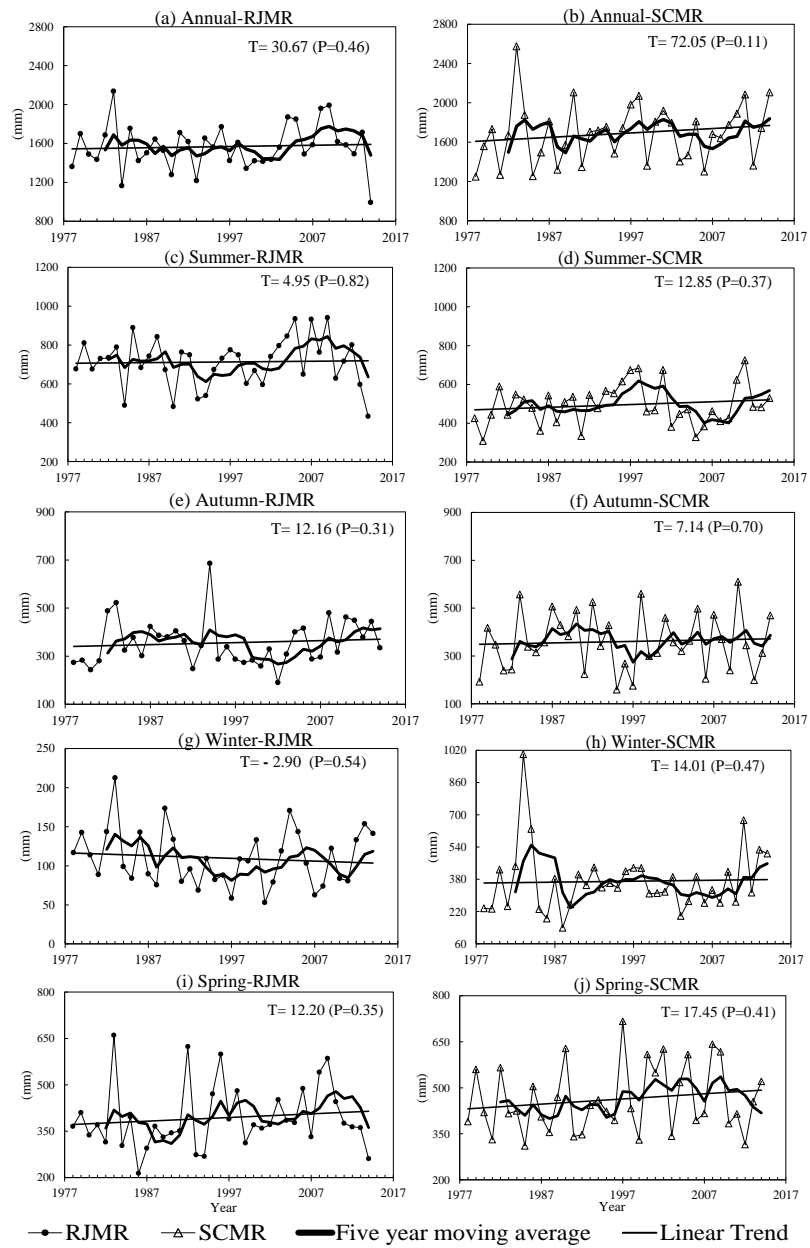 (a) Annual-RJMR
T= 30.67 (P=0.46)
2800
2400
2000
1600
1200
800
(mm)
1977 1987 1997 2007 2017
(b) Annual-SCMR
T= 72.05 (P=0.11)
2800
2400
2000
1600
1200
800
(mm)
1977 1987 1997 2007 2017
(c) Summer-RJMR
T= 4.95 (P=0.82)
1200
1000
800
600
400
200
(mm)
1977 1987 1997 2007 2017
(d) Summer-SCMR
T= 12.85 (P=0.37)
1200
1000
800
600
400
200
(mm)
1977 1987 1997 2007 2017
(e) Autumn-RJMR
T= 12.16 (P=0.31)
900
700
500
300
100
(mm)
1977 1987 1997 2007 2017
(f) Autumn-SCMR
T= 7.14 (P=0.70)
900
700
500
300
100
(mm)
1977 1987 1997 2007 2017
(g) Winter-RJMR
T= - 2.90 (P=0.54)
250
200
150
100
50
0
(mm)
1977 1987 1997 2007 2017
(h) Winter-SCMR
T= 14.01 (P=0.47)
1020
860
700
540
380
220
60
(mm)
1977 1987 1997 2007 2017
(i) Spring-RJMR
T= 12.20 (P=0.35)
800
650
500
350
200
(mm)
1977 1987 1997 2007 2017
Year
(j) Spring-SCMR
T= 17.45 (P=0.41)
800
650
500
350
200
(mm)
1977 1987 1997 2007 2017
Year
RJMR SCMR Five year moving average Linear Trend